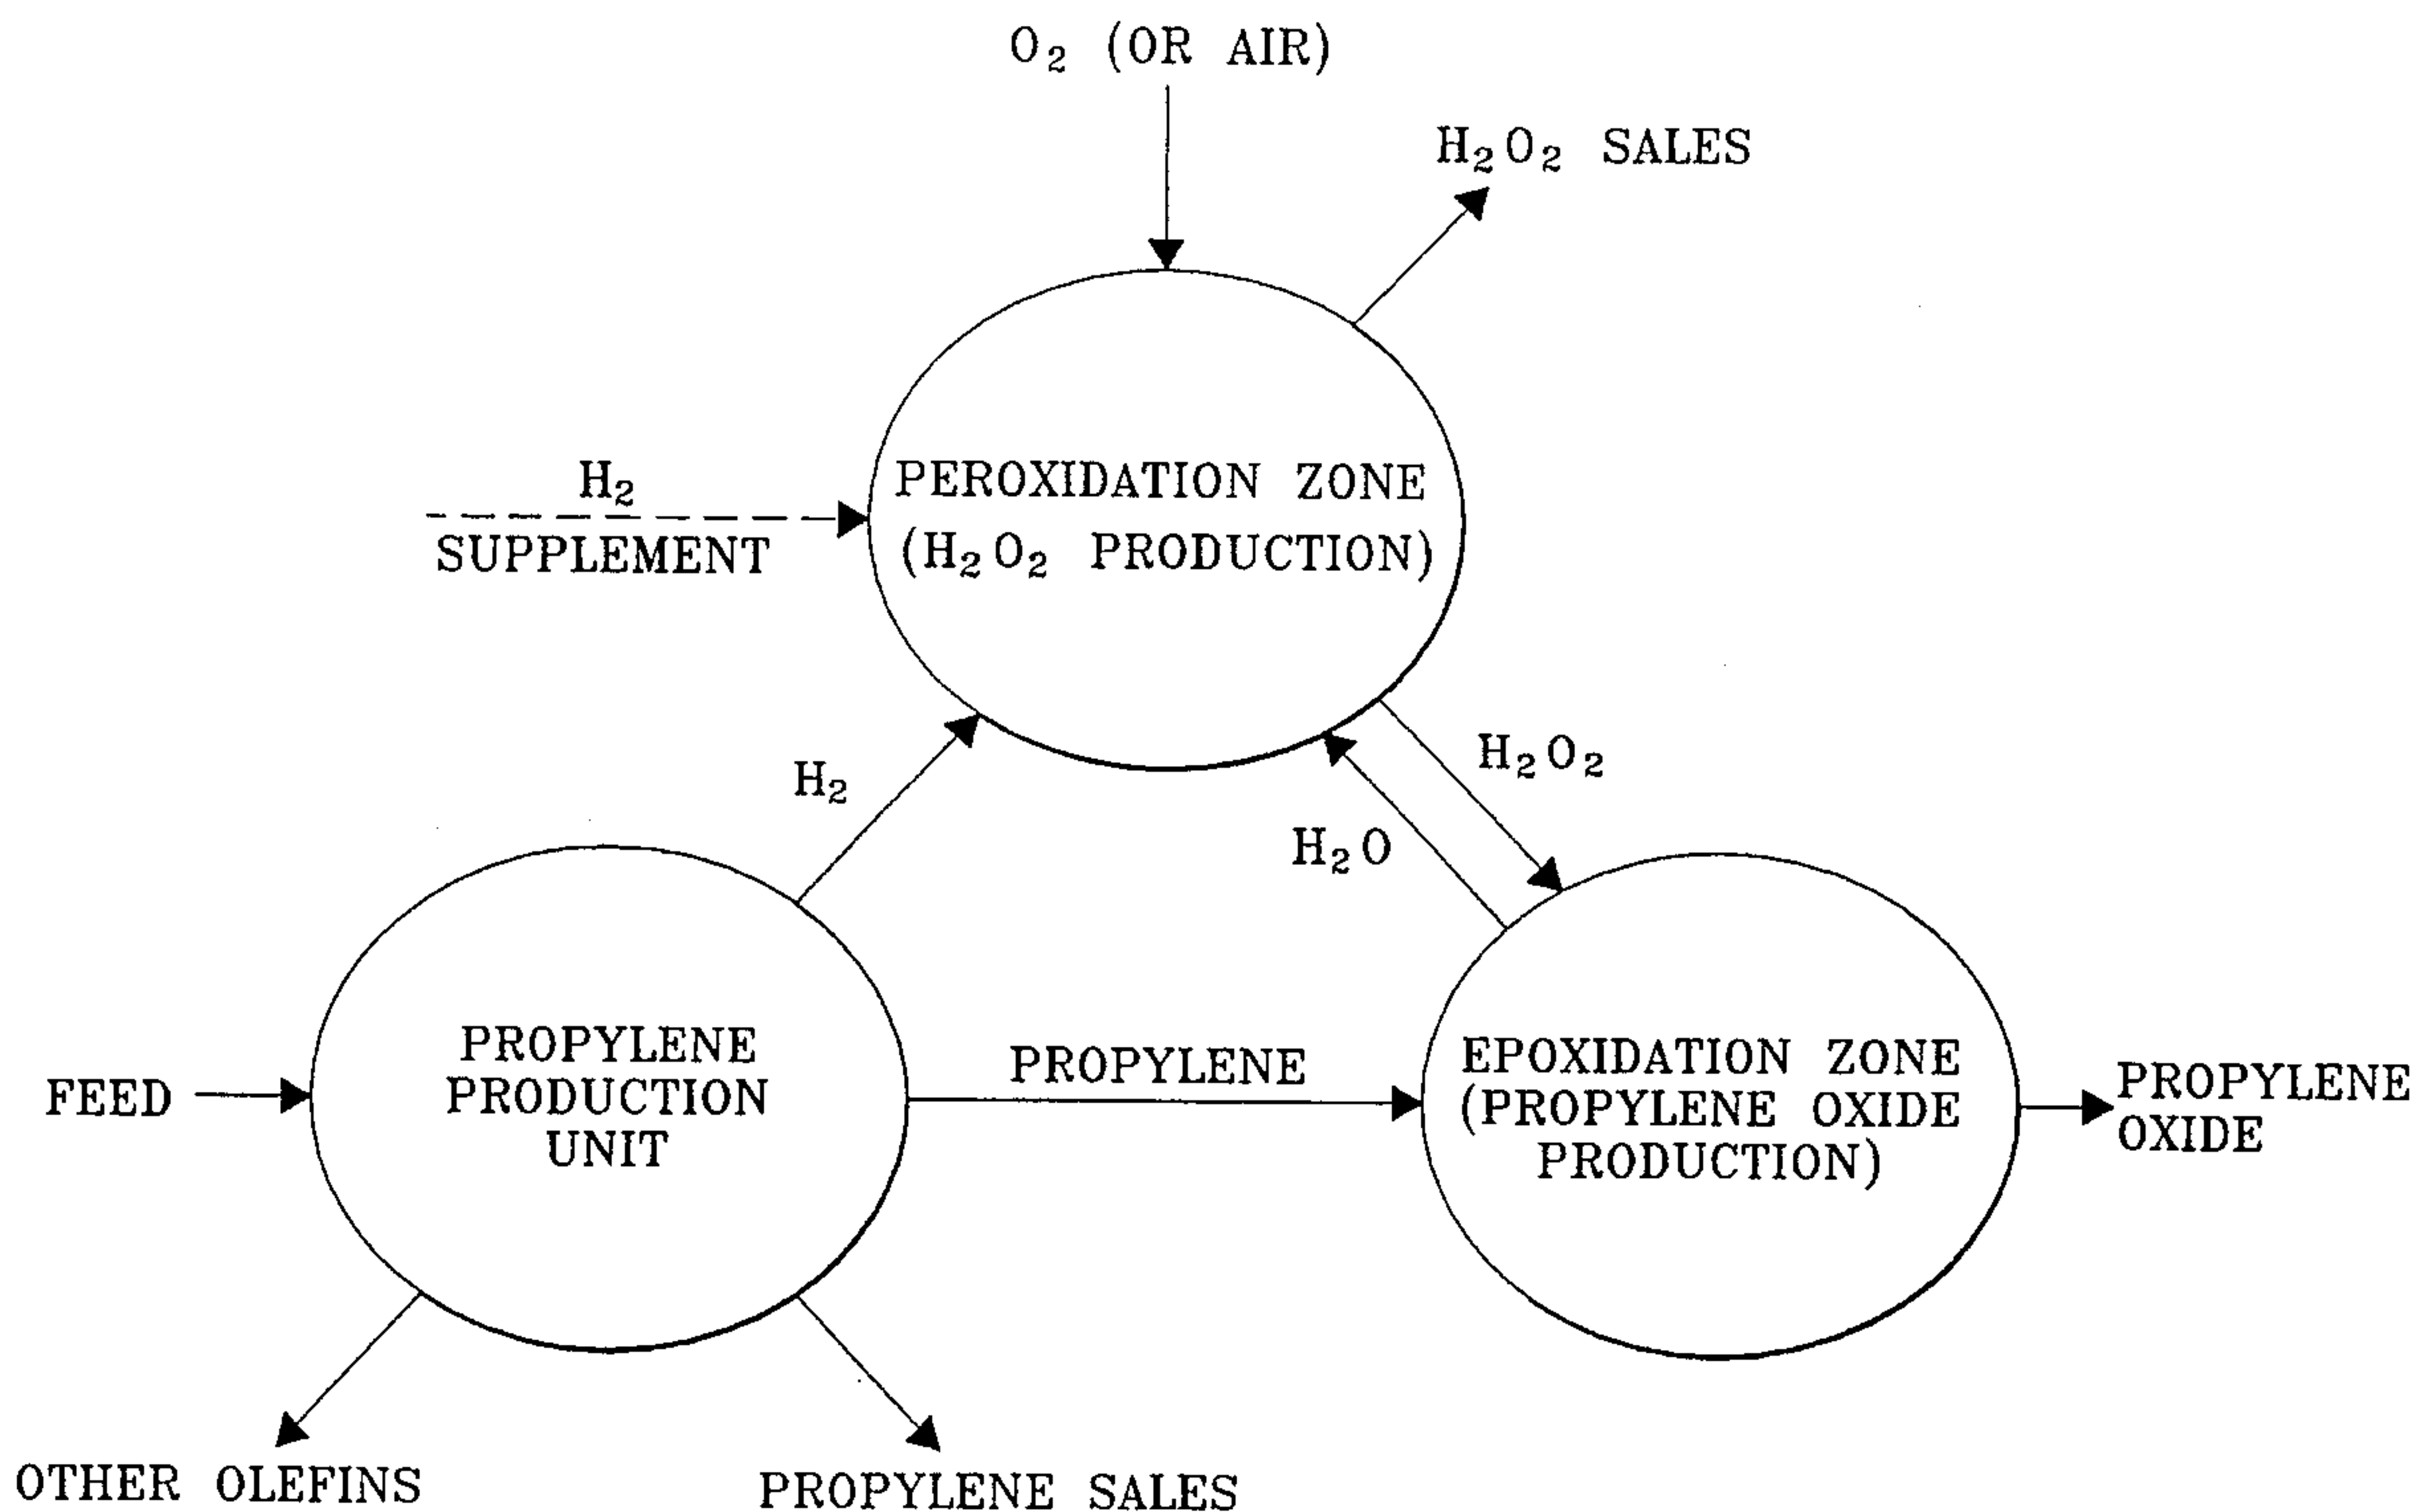 O₂ (OR AIR)
H₂O₂ SALES
H₂
SUPPLEMENT
PEROXIDATION ZONE
(H₂O₂ PRODUCTION)
H₂
H₂O₂
H₂O
FEED
PROPYLENE
PRODUCTION
UNIT
PROPYLENE
EPOXIDATION ZONE
(PROPYLENE OXIDE
PRODUCTION)
PROPYLENE
OXIDE
OTHER OLEFINS
PROPYLENE SALES